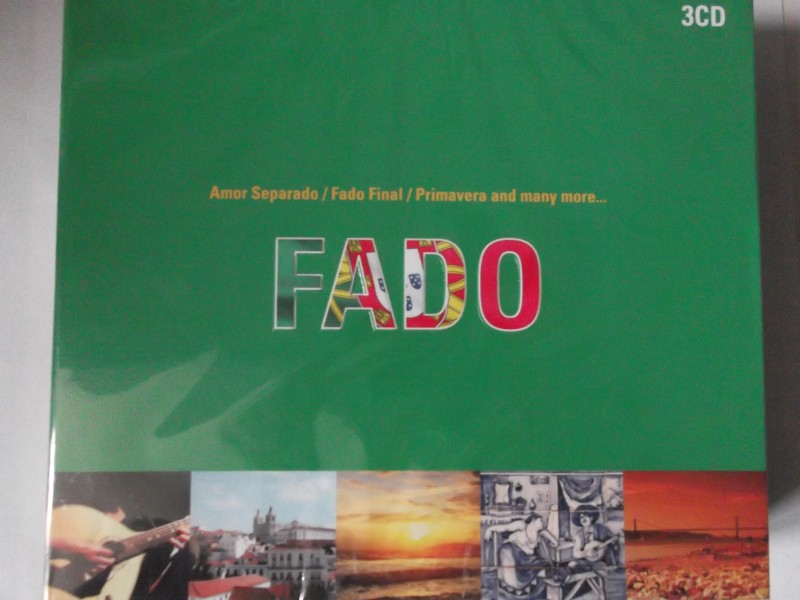 3CD
Amor Separado / Fado Final / Primavera and many more...
FADO